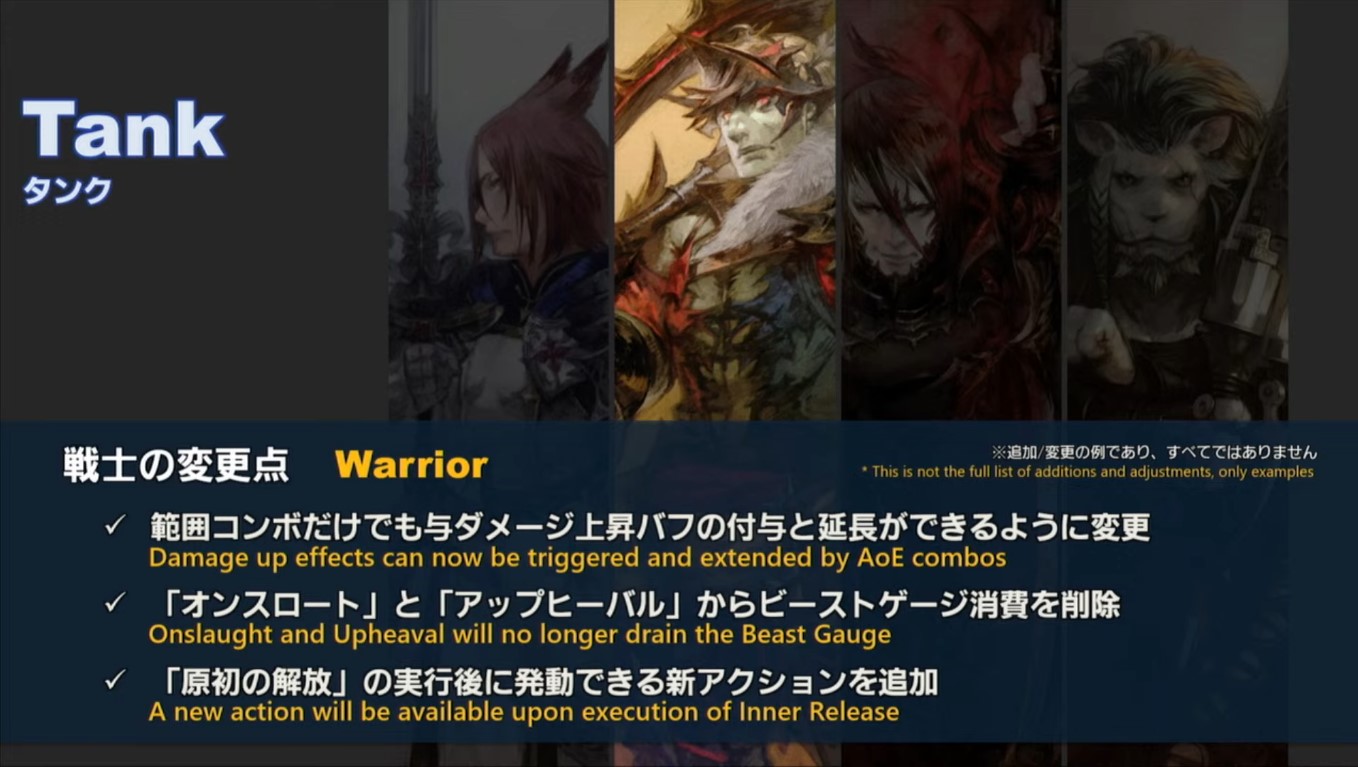 Tank
タンク
戦士の変更点 Warrior
※追加/変更の例であり、すべてではありません
* This is not the full list of additions and adjustments, only examples
✓ 範囲コンボだけでも与ダメージ上昇バフの付与と延長ができるように変更
Damage up effects can now be triggered and extended by AoE combos
✓ 「オンスロート」と「アップヒーバル」からビーストゲージ消費を削除
Onslaught and Upheaval will no longer drain the Beast Gauge
✓ 「原初の解放」の実行後に発動できる新アクションを追加
A new action will be available upon execution of Inner Release